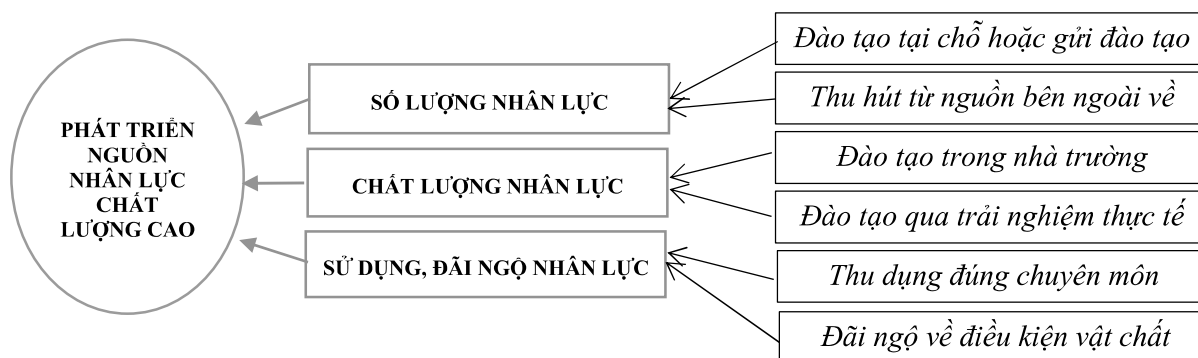 PHÁT TRIỂN
NGUỒN
NHÂN LỰC
CHẤT
LƯỢNG CAO
SỐ LƯỢNG NHÂN LỰC
CHẤT LƯỢNG NHÂN LỰC
SỬ DỤNG, ĐÃI NGỘ NHÂN LỰC
Đào tạo tại chỗ hoặc gửi đào tạo
Thu hút từ nguồn bên ngoài về
Đào tạo trong nhà trường
Đào tạo qua trải nghiệm thực tế
Thu dụng đúng chuyên môn
Đãi ngộ về điều kiện vật chất